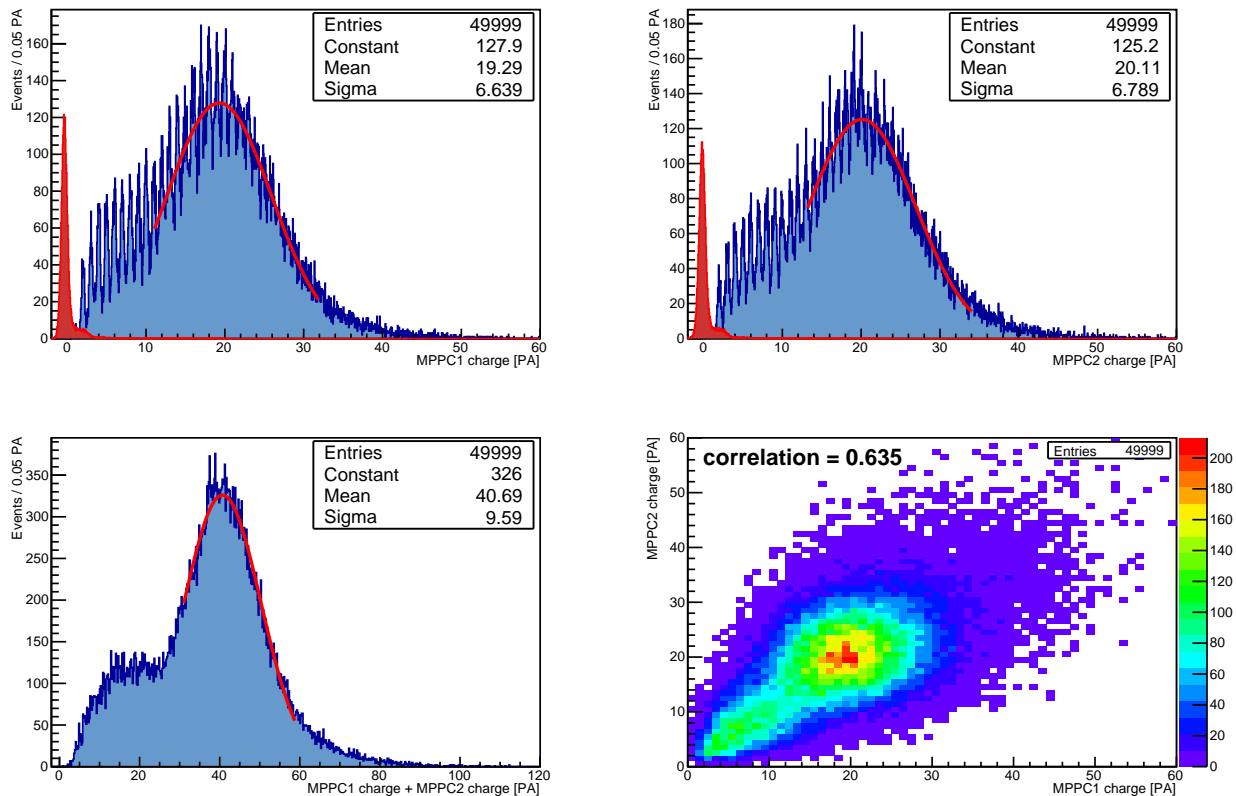 Events / 0.05 PA
Entries 49999
Constant 127.9
Mean 19.29
Sigma 6.639
160
140
120
100
80
60
40
20
0
0 10 20 30 40 50 60
MPPC1 charge [PA]
Events / 0.05 PA
Entries 49999
Constant 125.2
Mean 20.11
Sigma 6.789
180
160
140
120
100
80
60
40
20
0
0 10 20 30 40 50 60
MPPC2 charge [PA]
Events / 0.05 PA
Entries 49999
Constant 326
Mean 40.69
Sigma 9.59
350
300
250
200
150
100
50
0
0 20 40 60 80 100 120
MPPC1 charge + MPPC2 charge [PA]
MPPC2 charge [PA]
correlation = 0.635
Entries 49999
60
50
40
30
20
10
0
0 10 20 30 40 50 60
MPPC1 charge [PA]
200
180
160
140
120
100
80
60
40
20
0